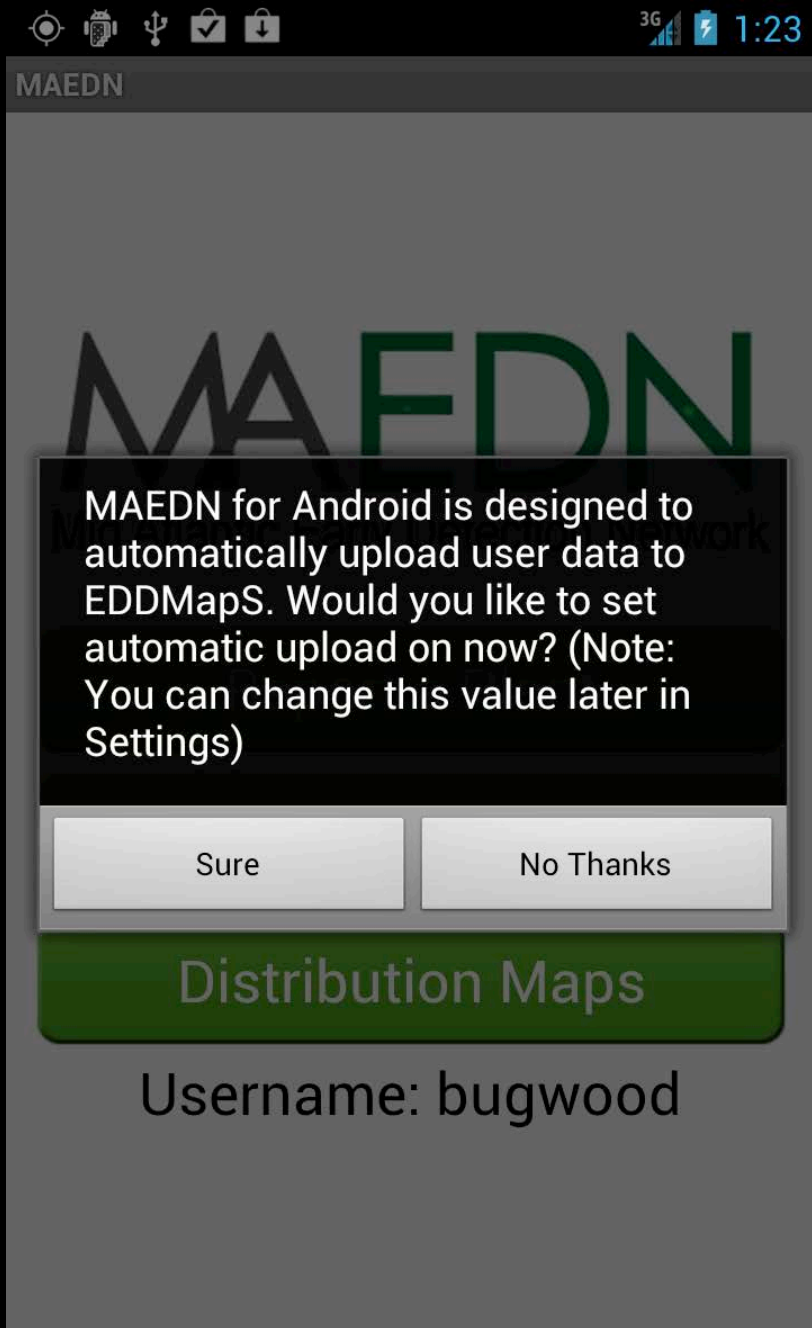 3G 1:23
MAEDN
MAEDN
MAEDN for Android is designed to
automatically upload user data to
EDDMapS. Would you like to set
automatic upload on now? (Note:
You can change this value later in
Settings)
Sure No Thanks
Distribution Maps
Username: bugwood